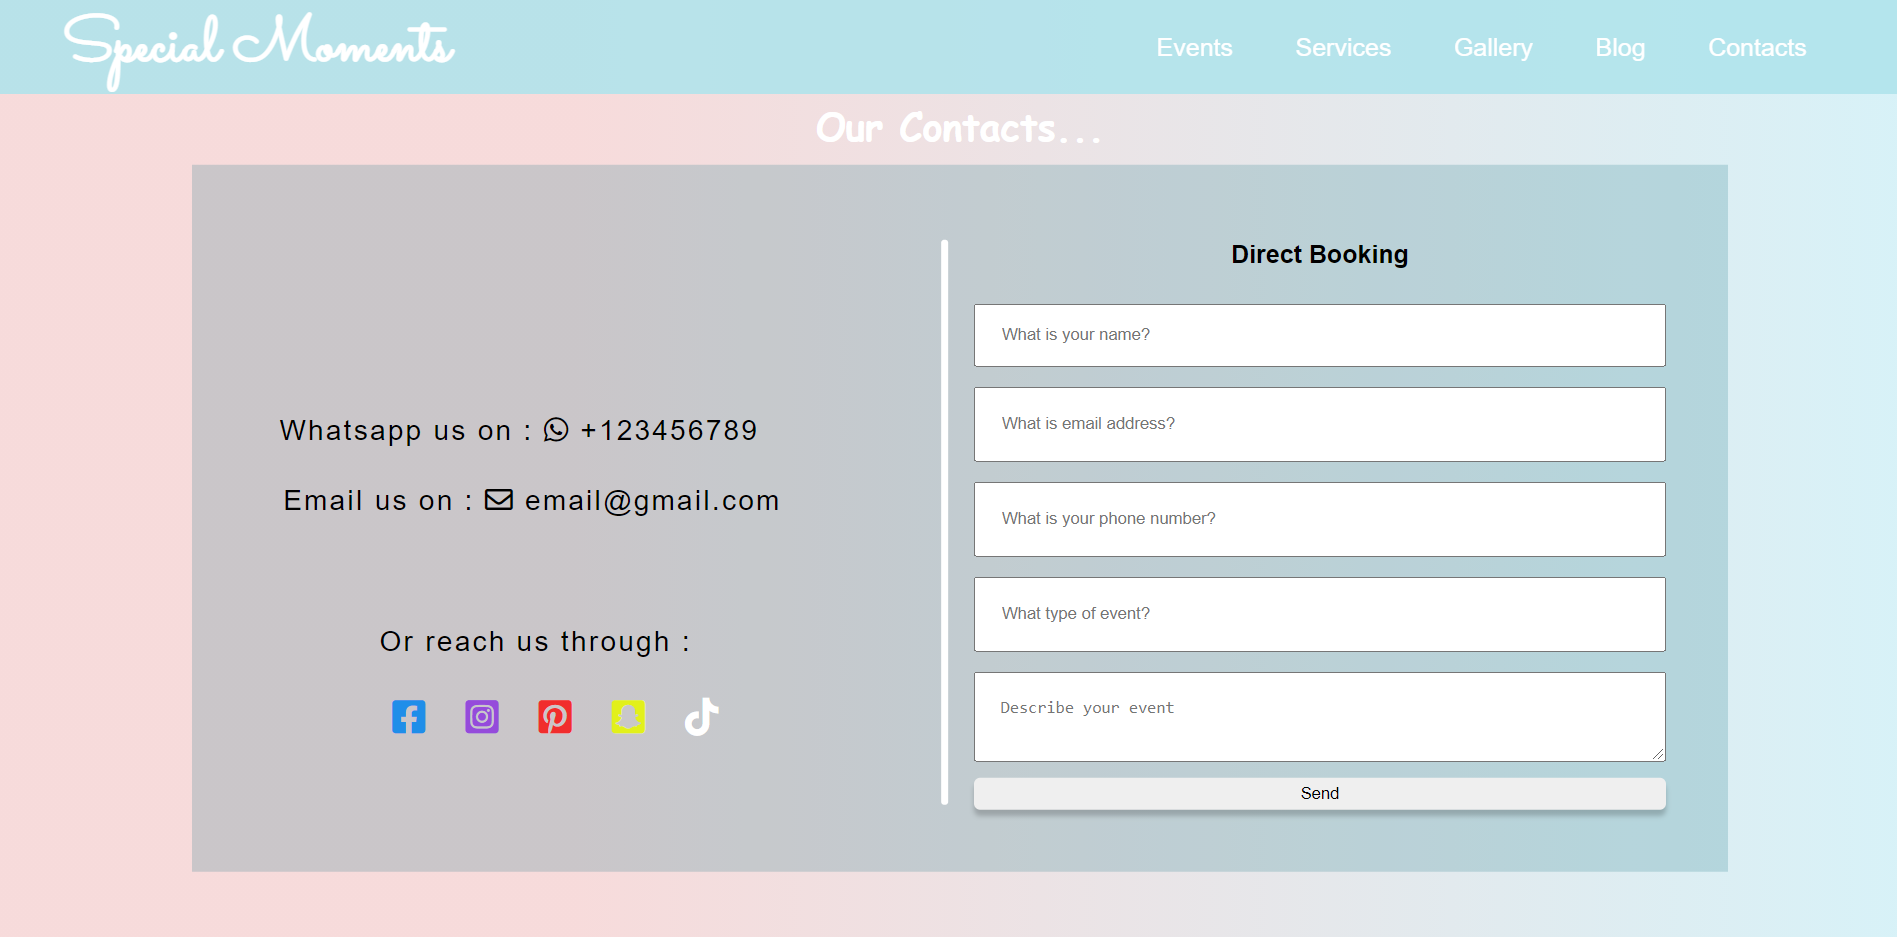 Special Moments
Events Services Gallery Blog Contacts
Our Contacts...
Whatsapp us on : +123456789
Email us on : email@gmail.com
Or reach us through :
Direct Booking
What is your name?
What is email address?
What is your phone number?
What type of event?
Describe your event
Send